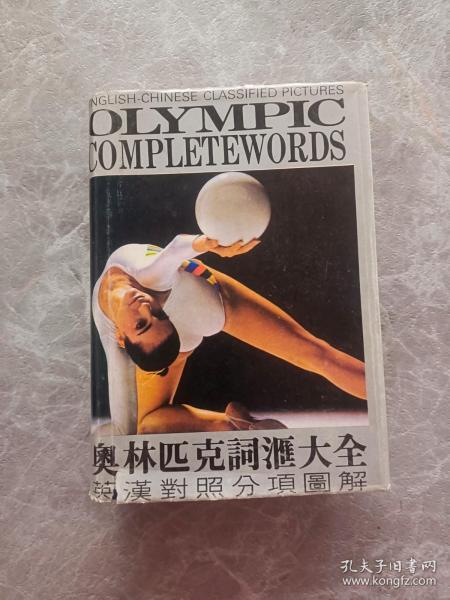 ENGLISH-CHINESE CLASSIFIED PICTURES
OLYMPIC
COMPLETEWORDS
奥林匹克詞滙大全
英漢對照分項圖解
孔夫子旧书网
www.kongfz.com